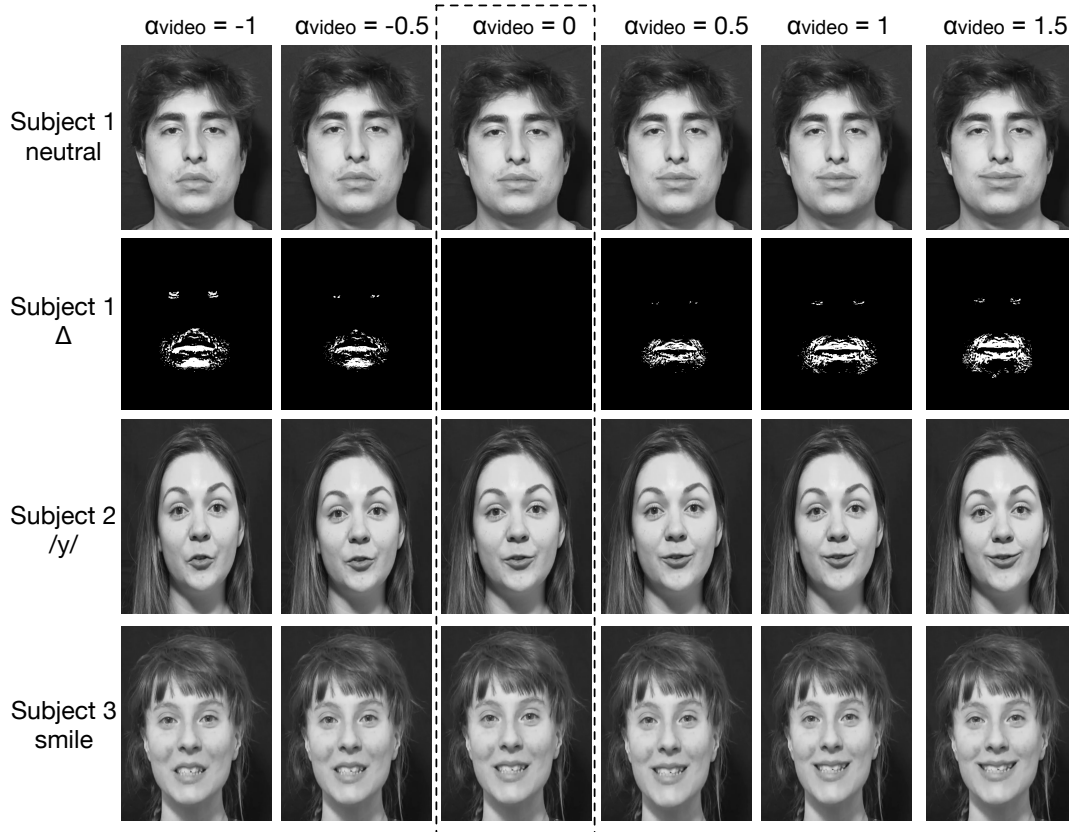 αvideo = -1
αvideo = -0.5
αvideo = 0
αvideo = 0.5
αvideo = 1
αvideo = 1.5
Subject 1
neutral
Subject 1
Δ
Subject 2
/y/
Subject 3
smile